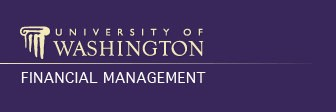 UNIVERSITY OF
WASHINGTON
FINANCIAL MANAGEMENT